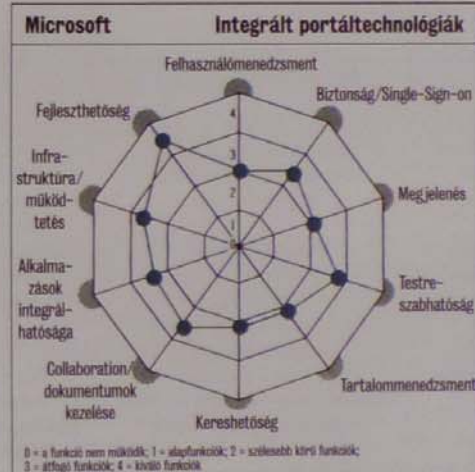 Microsoft Integrált portáltechnológiák
Felhasználómenedzsment
Biztonság/Single-Sign-on
Fejleszthetőség
4
Infra-
struktúra/
működ-
tetés
3
Megjelenés
2
1
0
Alkalma-
zások
integrál-
hatósága
Testre-
szabhatóság
Collaboration/
dokumentumok
kezelése
Tartalommenedzsment
Kereshetőség
0 = a funkció nem működik; 1 = alapfunkciók; 2 = szélesebb körű funkciók;
3 = átfogó funkciók; 4 = kiváló funkciók